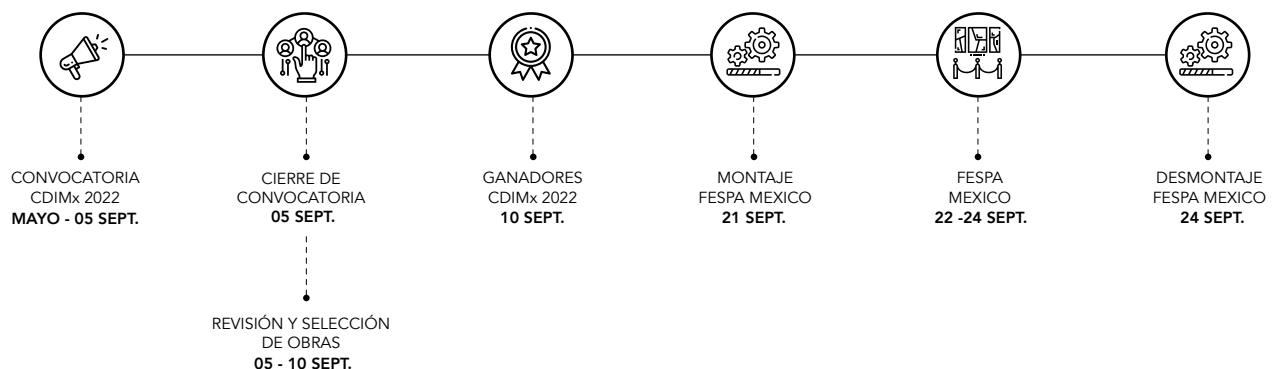 CONVOCATORIA
CDIMx 2022
MAYO - 05 SEPT.
CIERRE DE
CONVOCATORIA
05 SEPT.
REVISIÓN Y SELECCIÓN
DE OBRAS
05 - 10 SEPT.
GANADORES
CDIMx 2022
10 SEPT.
MONTAJE
FESPA MEXICO
21 SEPT.
FESPA
MEXICO
22 -24 SEPT.
DESMONTAJE
FESPA MEXICO
24 SEPT.